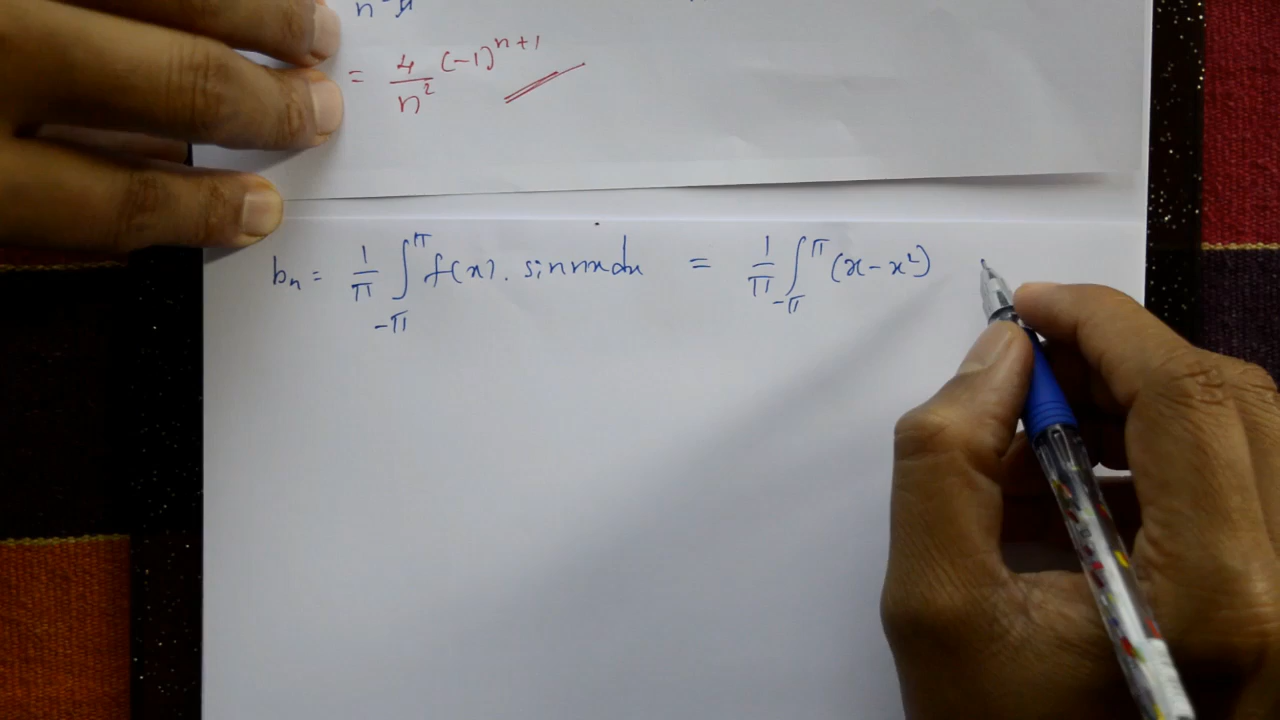 = 4/n² (-1)^(n+1)
bₙ = 1/π ∫_{-π}^{π} f(x). sin nx dx = 1/π ∫_{-π}^{π} (x - x²)